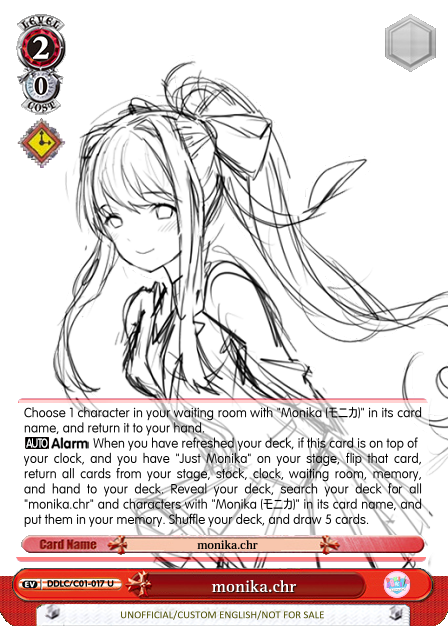 LEVEL
2
0
COST
Choose 1 character in your waiting room with "Monika (モニカ)" in its card
name, and return it to your hand.
AUTO Alarm When you have refreshed your deck, if this card is on top of
your clock, and you have "Just Monika" on your stage, flip that card,
return all cards from your stage, stock, clock, waiting room, memory,
and hand to your deck. Reveal your deck, search your deck for all
"monika.chr" and characters with "Monika (モニカ) in its card name, and
put them in your memory. Shuffle your deck, and draw 5 cards.
Card Name monika.chr
EV DDLC/C01-017 U monika.chr
UNOFFICIAL/CUSTOM ENGLISH/NOT FOR SALE